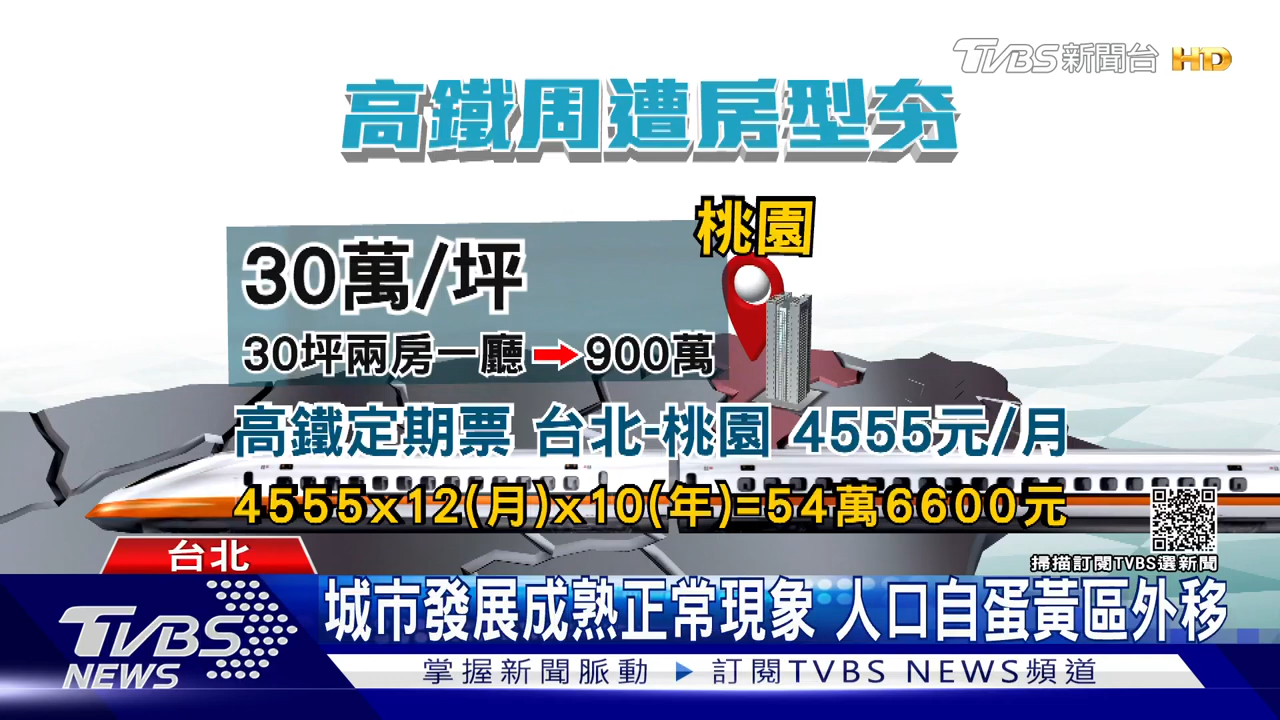 TVBS新聞台 HD
高鐵周遭房型夯
桃園
30萬/坪
30坪兩房一廳→900萬
高鐵定期票 台北-桃園 4555元/月
4555x12(月)x10(年)=54萬6600元
掃描訂閱TVBS選新聞
台北
城市發展成熟正常現象 人口自蛋黃區外移
TVBS
NEWS
掌握新聞脈動 ▶ 訂閱TVBS NEWS頻道